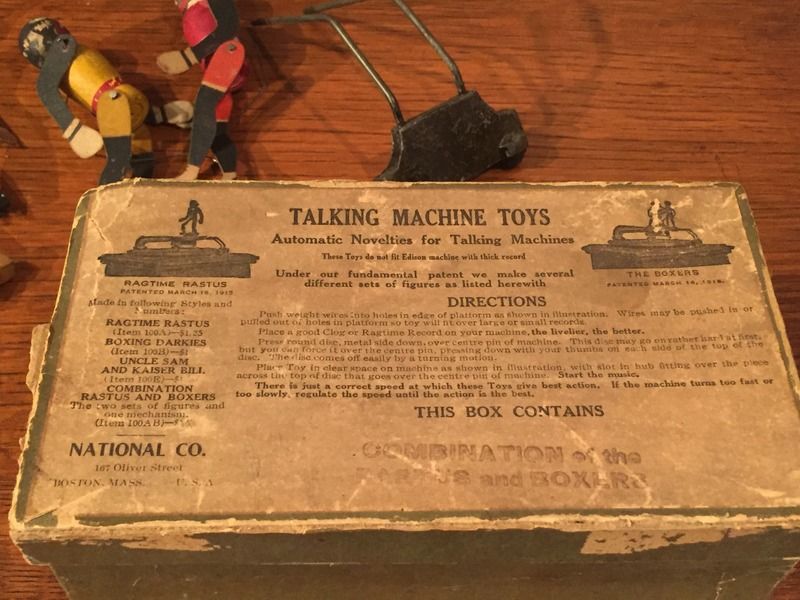 TALKING MACHINE TOYS
Automatic Novelties for Talking Machines
These Toys do not fit Edison machine with thick record
Under our fundamental patent we make several
different sets of figures as listed herewith
RAGTIME RASTUS
PATENTED MARCH 16, 1915.
THE BOXERS
PATENTED MARCH 16, 1915.
Made in following Styles and
Numbers:
RAGTIME RASTUS
(Item 100A)—$1.25
BOXING DARKIES
(Item 100B)—$1
UNCLE SAM
AND KAISER BILL
(Item 100E)—$1
COMBINATION
RASTUS AND BOXERS
The two sets of figures and
one mechanism.
(Item 100AB)—$1
NATIONAL CO.
167 Oliver Street
BOSTON, MASS. U. S. A
DIRECTIONS
Push weight wires into holes in edge of platform as shown in illustration. Wires may be pushed in or
pulled out of holes in platform so toy will fit over large or small records.
Place a good Clog or Ragtime Record on your machine, the livelier, the better.
Press round disc, metal side down, over centre pin of machine. This disc may go on rather hard at first,
but you can force it over the centre pin, pressing down with your thumbs on each side of the top of the
disc. The disc comes off easily by a turning motion.
Place Toy in clear space on machine as shown in illustration, with slot in hub fitting over the piece
across the top of disc that goes over the centre pin of machine. Start the music.
There is just a correct speed at which these Toys give best action. If the machine turns too fast or
too slowly, regulate the speed until the action is the best.
THIS BOX CONTAINS
COMBINATION of the
RASTUS and BOXERS